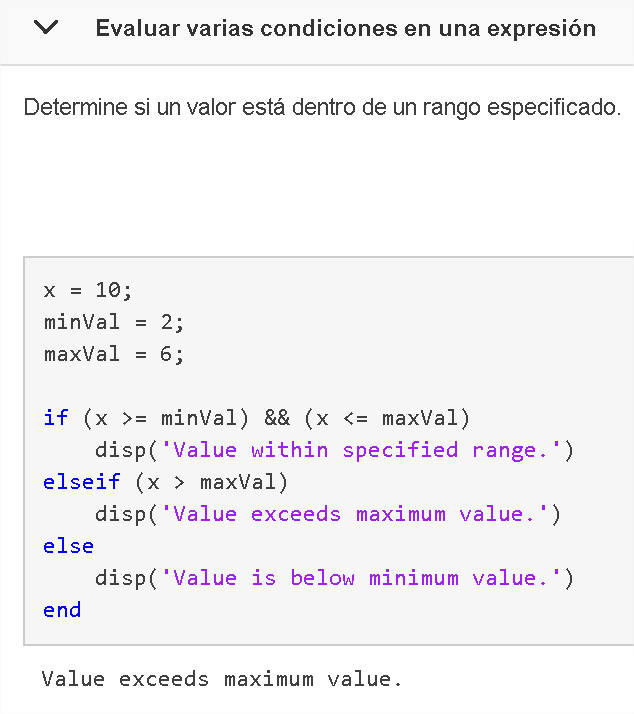 Evaluar varias condiciones en una expresión
Determine si un valor está dentro de un rango especificado.
x = 10;
minVal = 2;
maxVal = 6;
if (x >= minVal) && (x <= maxVal)
    disp('Value within specified range.')
elseif (x > maxVal)
    disp('Value exceeds maximum value.')
else
    disp('Value is below minimum value.')
end
Value exceeds maximum value.